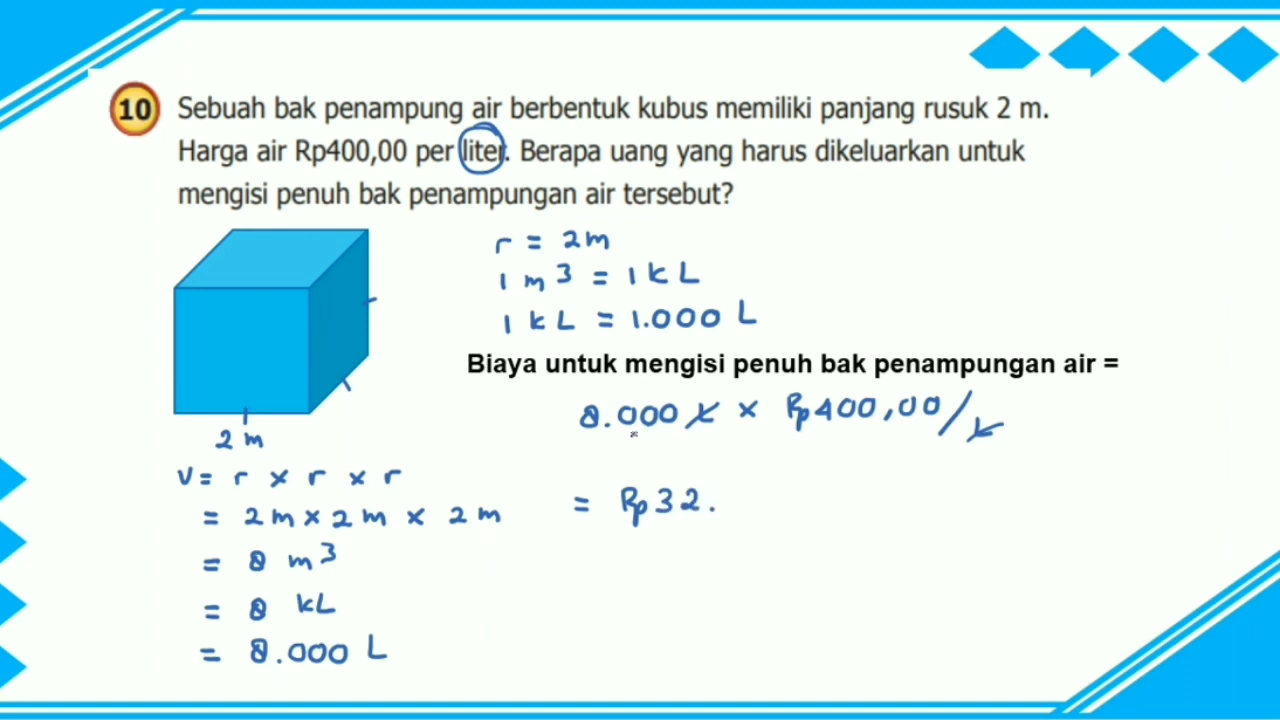 10 Sebuah bak penampung air berbentuk kubus memiliki panjang rusuk 2 m.
Harga air Rp400,00 per liter. Berapa uang yang harus dikeluarkan untuk
mengisi penuh bak penampungan air tersebut?
r = 2m
1 m³ = 1 kL
1 kL = 1.000 L
Biaya untuk mengisi penuh bak penampungan air =
8.000 L × Rp400,00/L
= Rp32.
2 m
V = r × r × r
= 2m × 2m × 2m
= 8 m³
= 8 kL
= 8.000 L